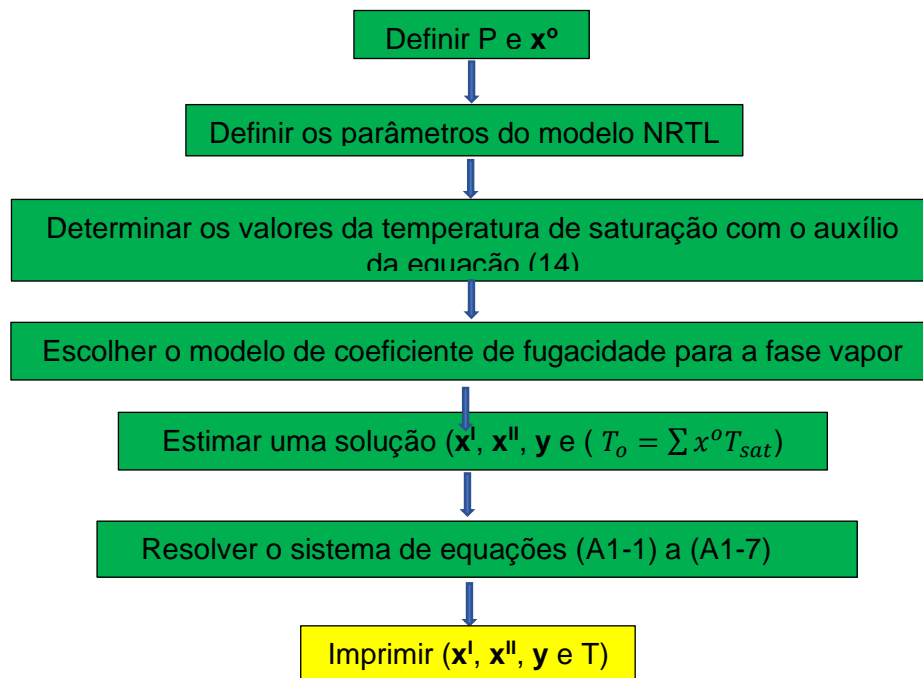 Definir P e xº
Definir os parâmetros do modelo NRTL
Determinar os valores da temperatura de saturação com o auxílio
da equação (14)
Escolher o modelo de coeficiente de fugacidade para a fase vapor
Estimar uma solução (xᴵ, xᴵᴵ, y e ( T₀ = ∑ xᵒTₛₐₜ)
Resolver o sistema de equações (A1-1) a (A1-7)
Imprimir (xᴵ, xᴵᴵ, y e T)